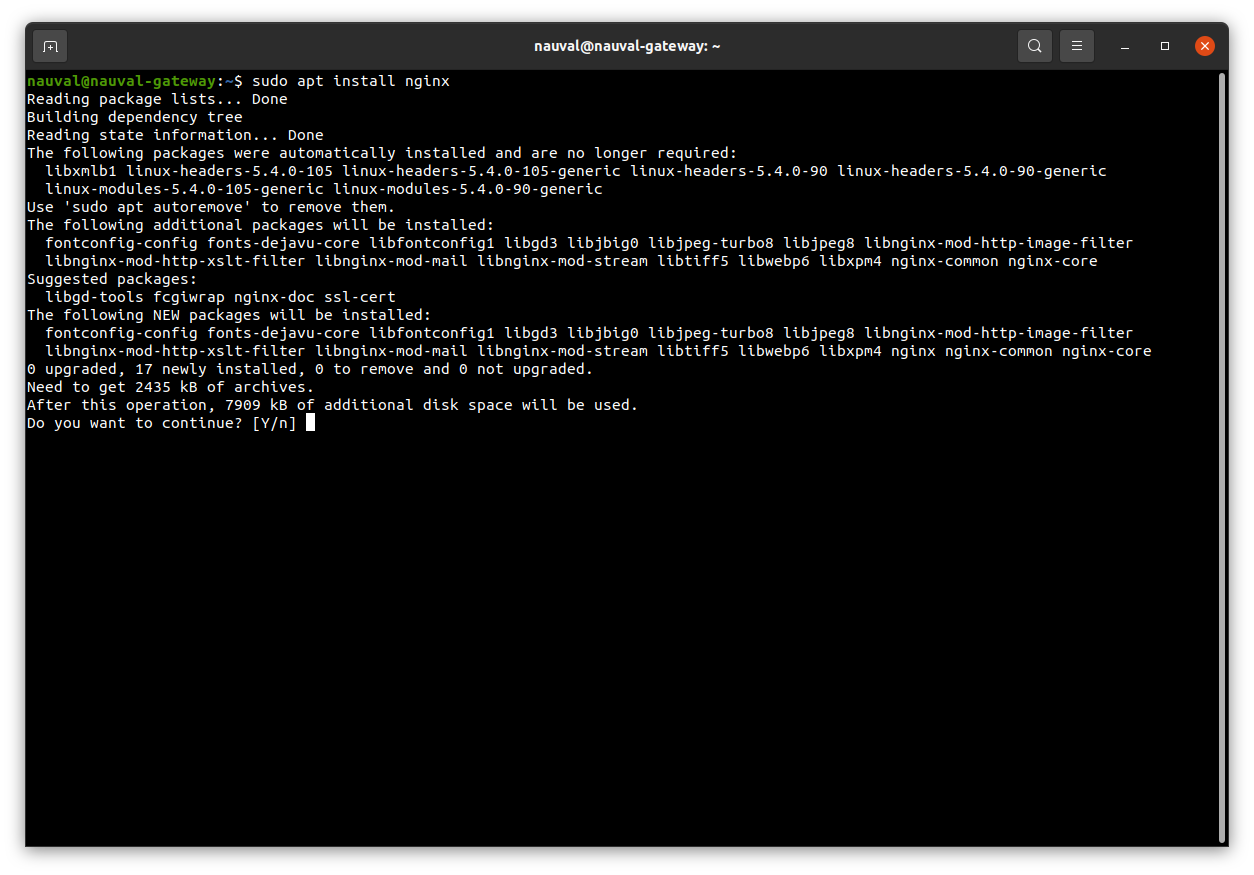 nauval@nauval-gateway: ~
nauval@nauval-gateway:~$ sudo apt install nginx
Reading package lists... Done
Building dependency tree
Reading state information... Done
The following packages were automatically installed and are no longer required:
  libxmlb1 linux-headers-5.4.0-105 linux-headers-5.4.0-105-generic linux-headers-5.4.0-90 linux-headers-5.4.0-90-generic
  linux-modules-5.4.0-105-generic linux-modules-5.4.0-90-generic
Use 'sudo apt autoremove' to remove them.
The following additional packages will be installed:
  fontconfig-config fonts-dejavu-core libfontconfig1 libgd3 libjbig0 libjpeg-turbo8 libjpeg8 libnginx-mod-http-image-filter
  libnginx-mod-http-xslt-filter libnginx-mod-mail libnginx-mod-stream libtiff5 libwebp6 libxpm4 nginx-common nginx-core
Suggested packages:
  libgd-tools fcgiwrap nginx-doc ssl-cert
The following NEW packages will be installed:
  fontconfig-config fonts-dejavu-core libfontconfig1 libgd3 libjbig0 libjpeg-turbo8 libjpeg8 libnginx-mod-http-image-filter
  libnginx-mod-http-xslt-filter libnginx-mod-mail libnginx-mod-stream libtiff5 libwebp6 libxpm4 nginx nginx-common nginx-core
0 upgraded, 17 newly installed, 0 to remove and 0 not upgraded.
Need to get 2435 kB of archives.
After this operation, 7909 kB of additional disk space will be used.
Do you want to continue? [Y/n]